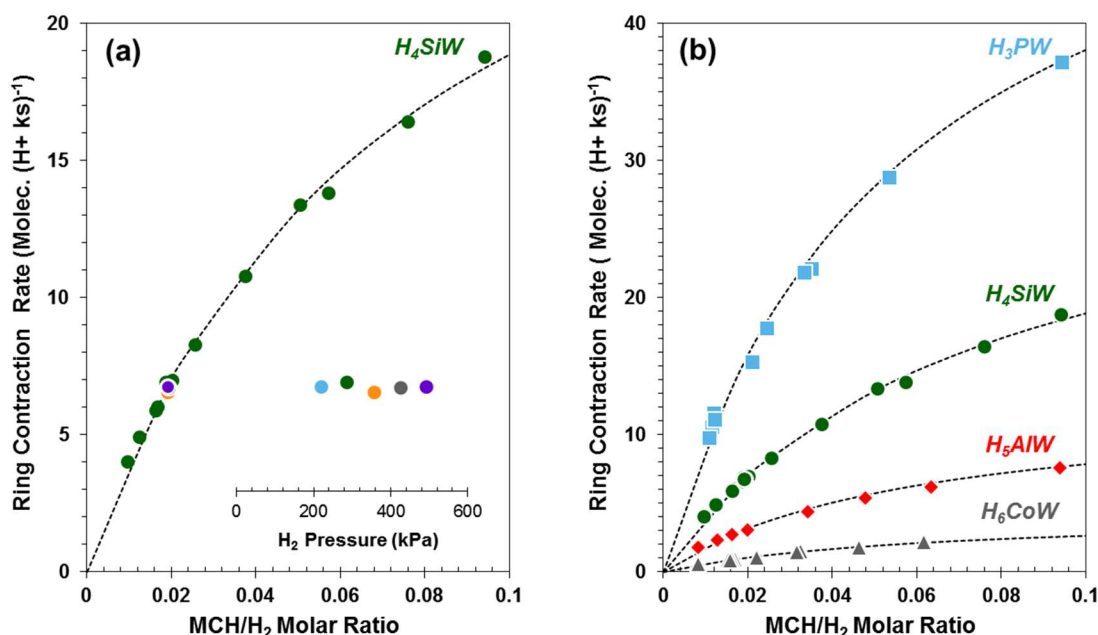 (a)
H₄SiW
Ring Contraction Rate (Molec. (H+ ks)⁻¹)
20
15
10
5
0
0 200 400 600
H₂ Pressure (kPa)
0 0.02 0.04 0.06 0.08 0.1
MCH/H₂ Molar Ratio
(b)
H₃PW
H₄SiW
H₅AlW
H₆CoW
Ring Contraction Rate ( Molec. (H+ ks)⁻¹
40
30
20
10
0
0 0.02 0.04 0.06 0.08 0.1
MCH/H₂ Molar Ratio